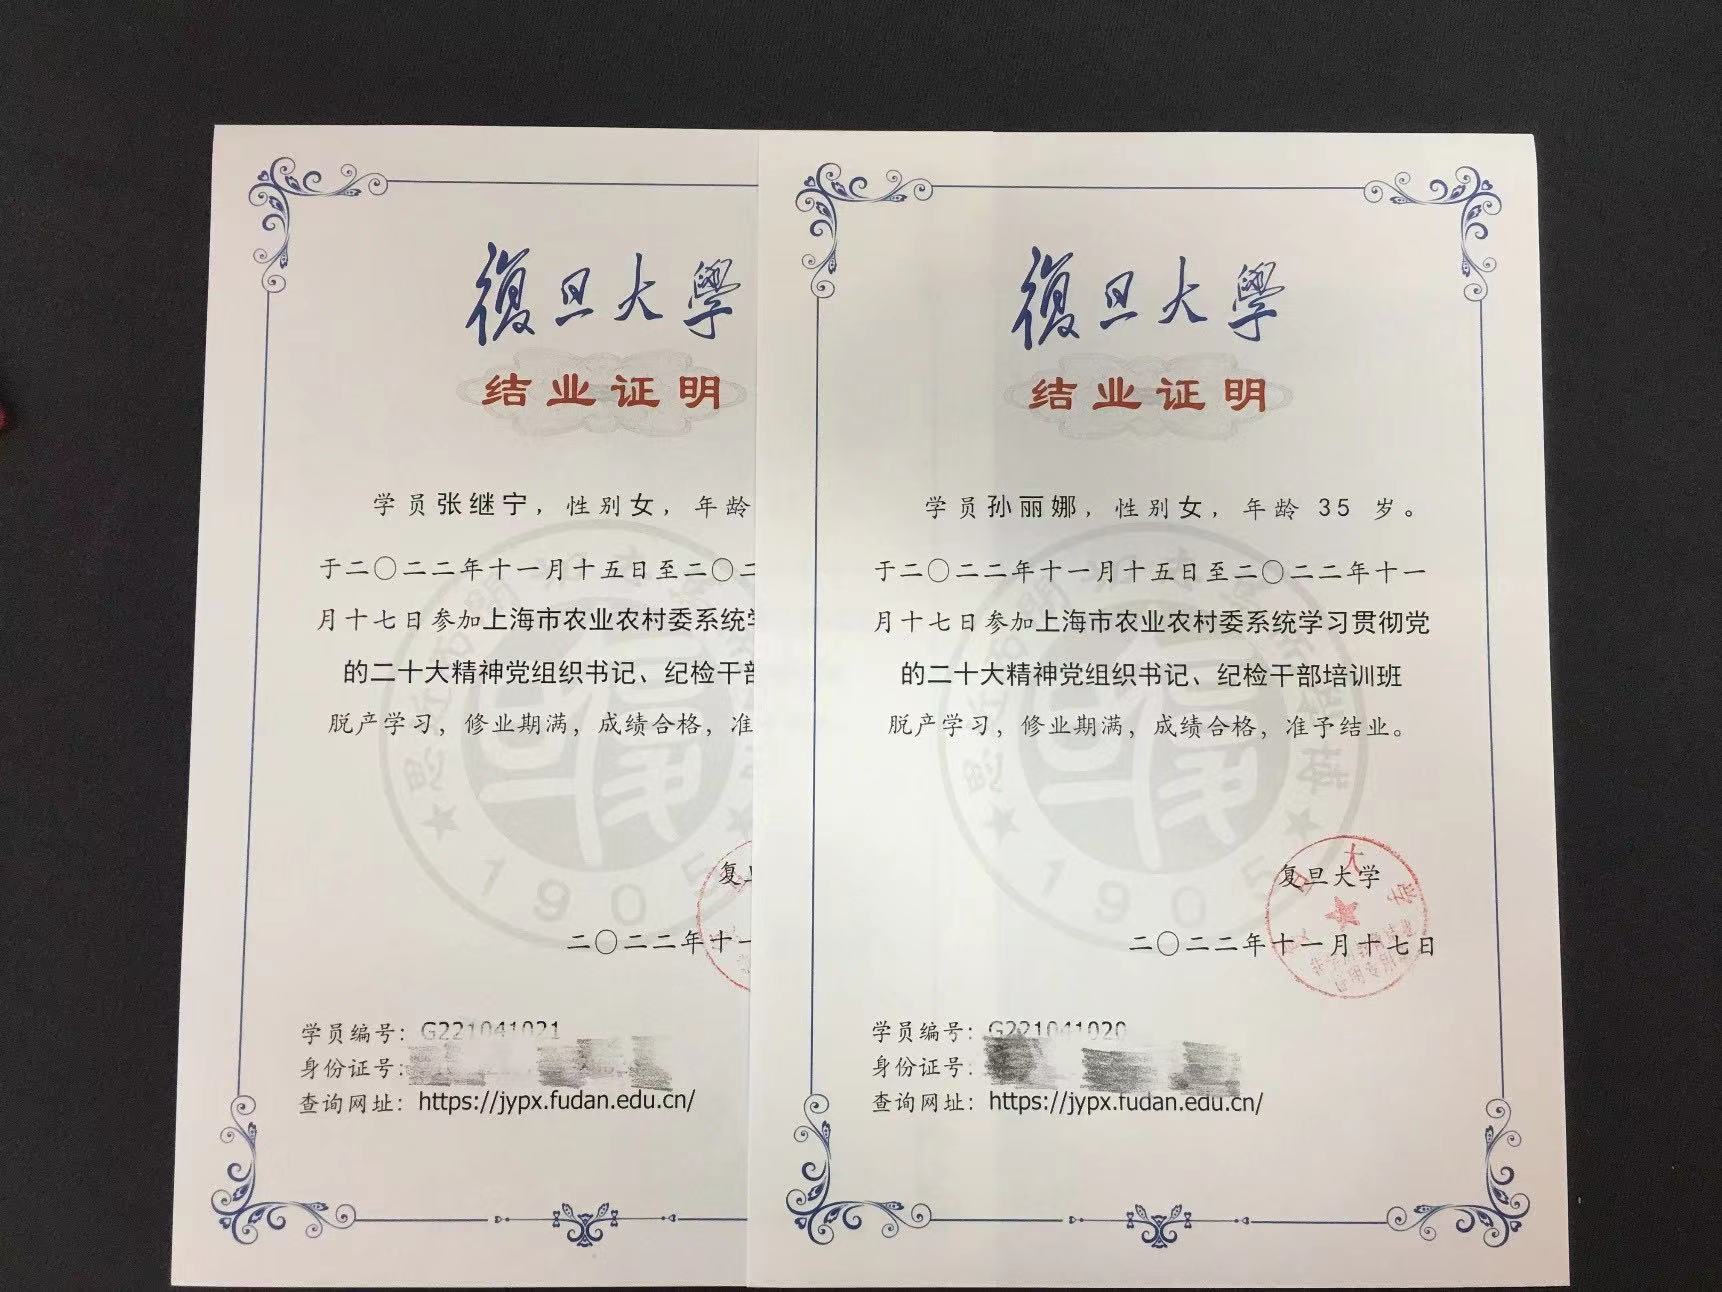 復旦大學
结业证明
学员张继宁，性别女，年龄
于二〇二二年十一月十五日至二〇二
月十七日参加上海市农业农村委系统学
的二十大精神党组织书记、纪检干部
脱产学习，修业期满，成绩合格，准
复旦
二〇二二年十一
学员编号：G221041021
身份证号：
查询网址：https://jypx.fudan.edu.cn/
1905
復旦大學
结业证明
学员孙丽娜，性别女，年龄 35 岁。
于二〇二二年十一月十五日至二〇二二年十一
月十七日参加上海市农业农村委系统学习贯彻党
的二十大精神党组织书记、纪检干部培训班
脱产学习，修业期满，成绩合格，准予结业。
复旦大学
二〇二二年十一月十七日
学员编号：G221041020
身份证号：
查询网址：https://jypx.fudan.edu.cn/
1905